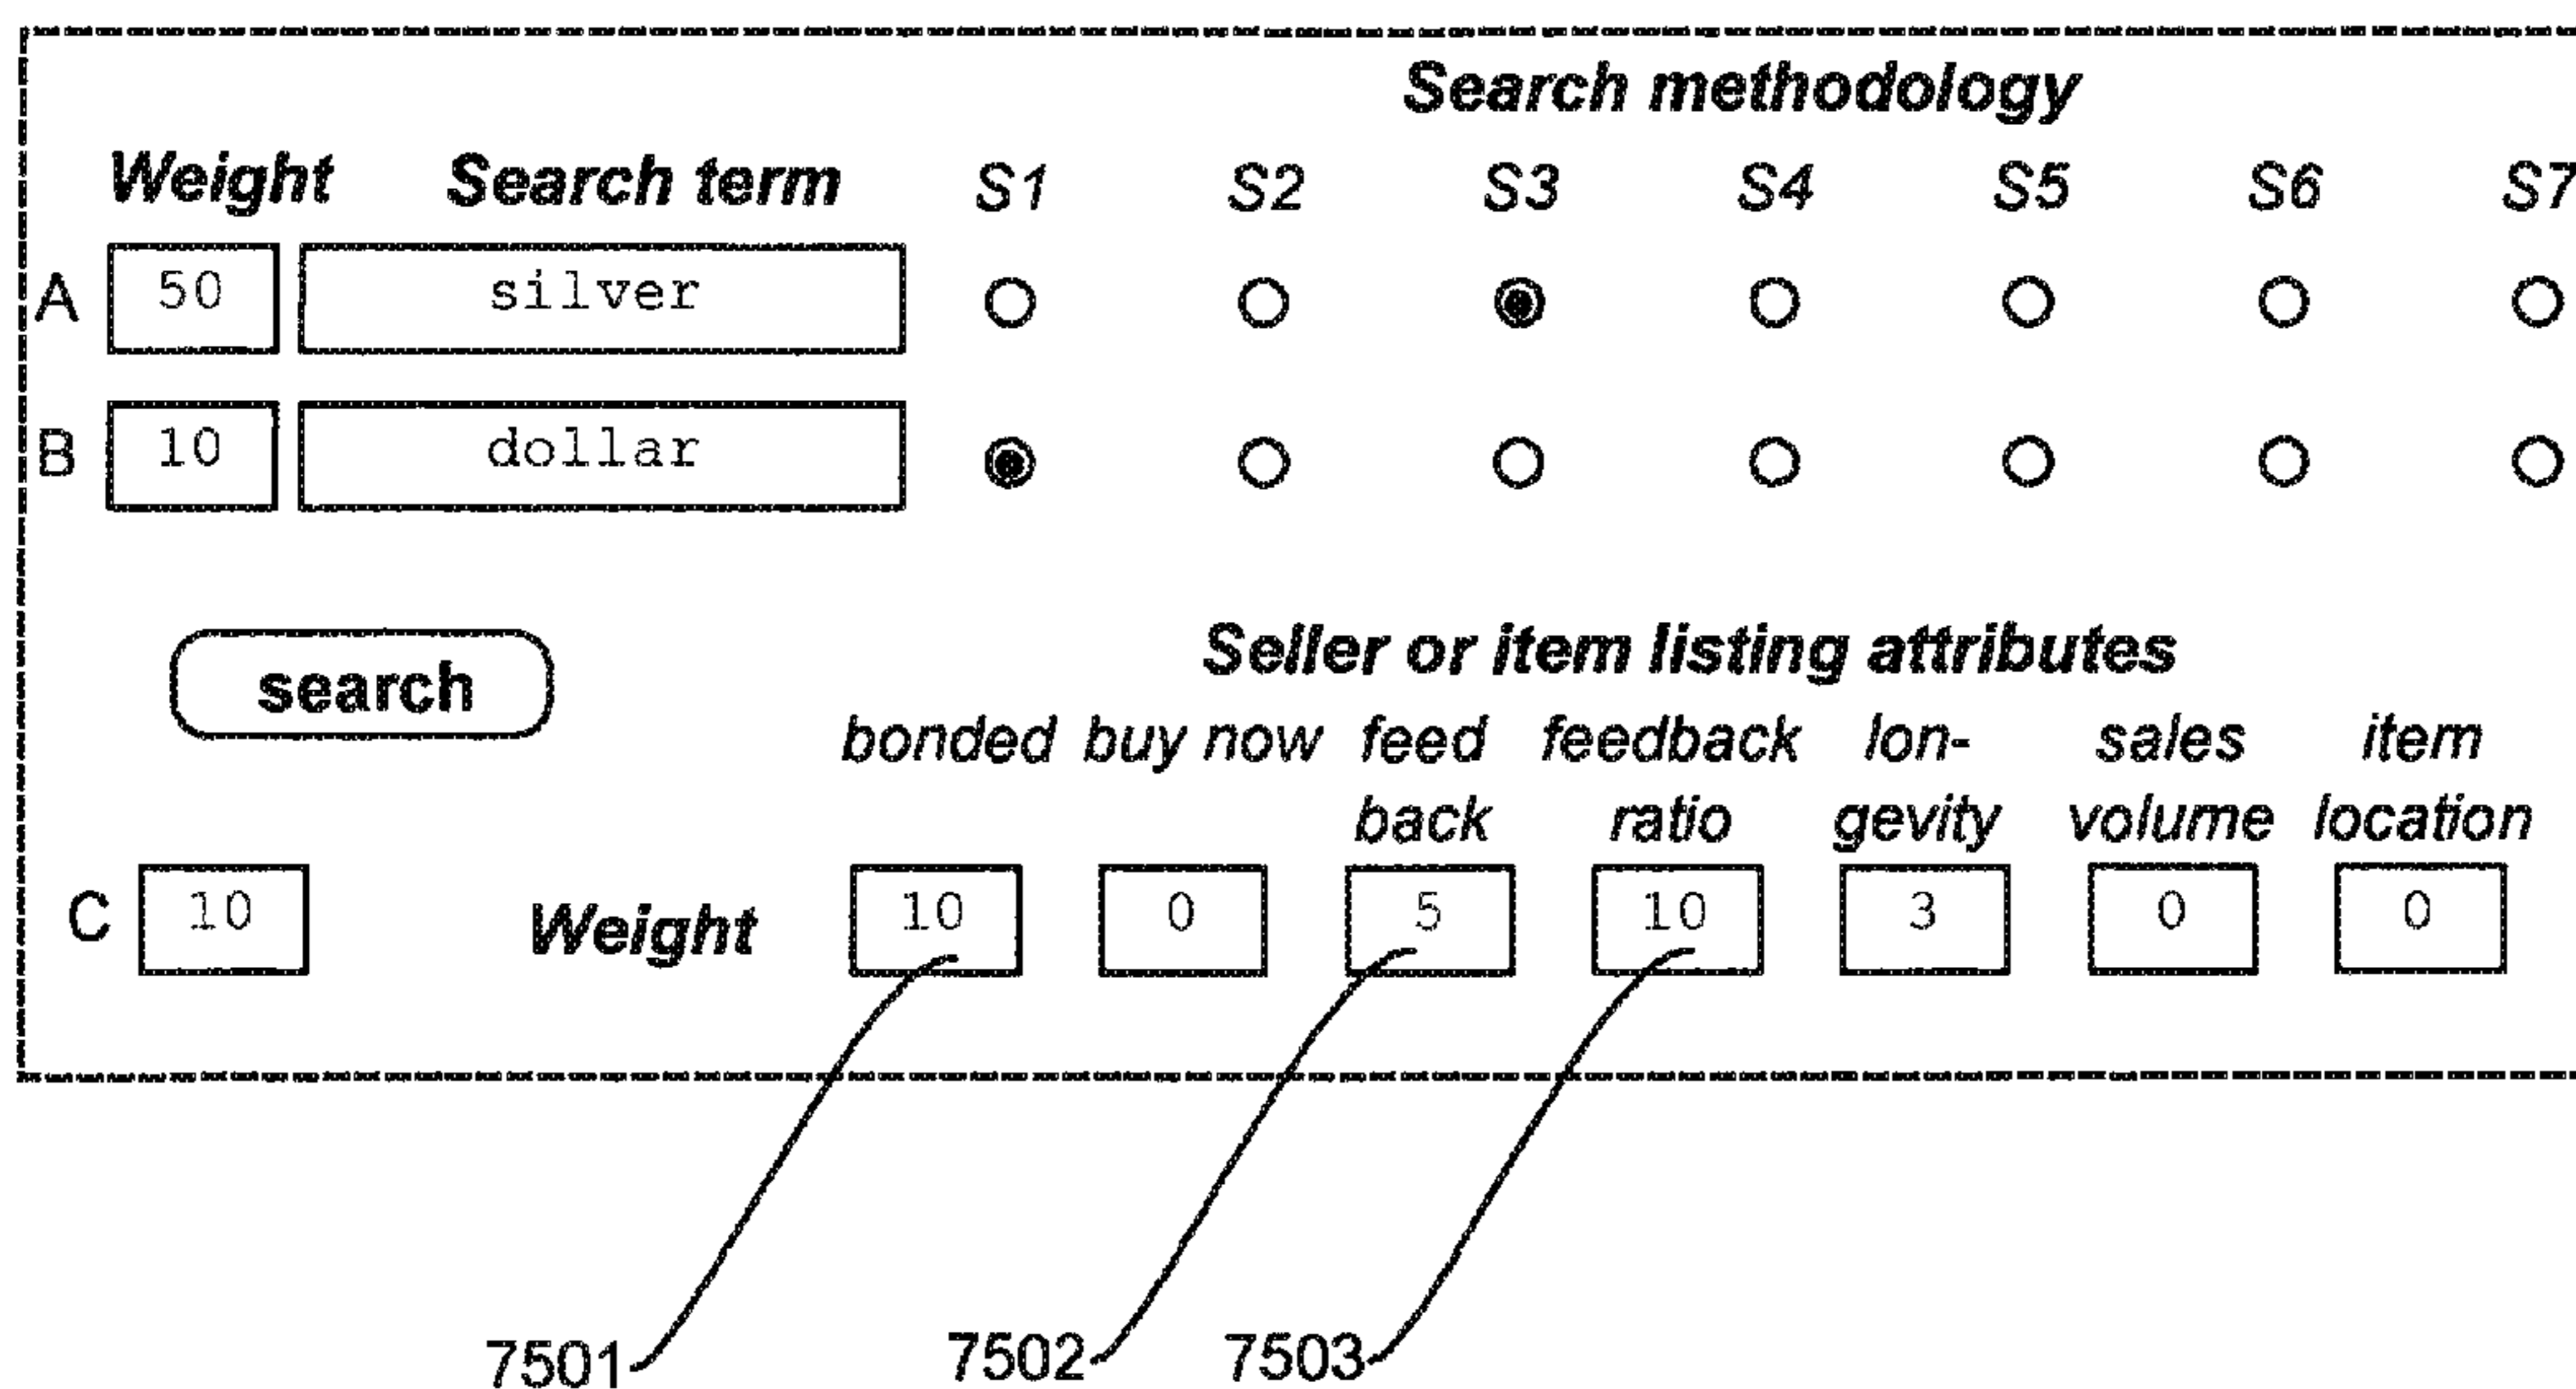 Search methodology
Weight Search term S1 S2 S3 S4 S5 S6 S7
A 50 silver
B 10 dollar
search
Seller or item listing attributes
bonded buy now feed feedback lon- sales item
back ratio gevity volume location
C 10 Weight 10 0 5 10 3 0 0
7501 7502 7503